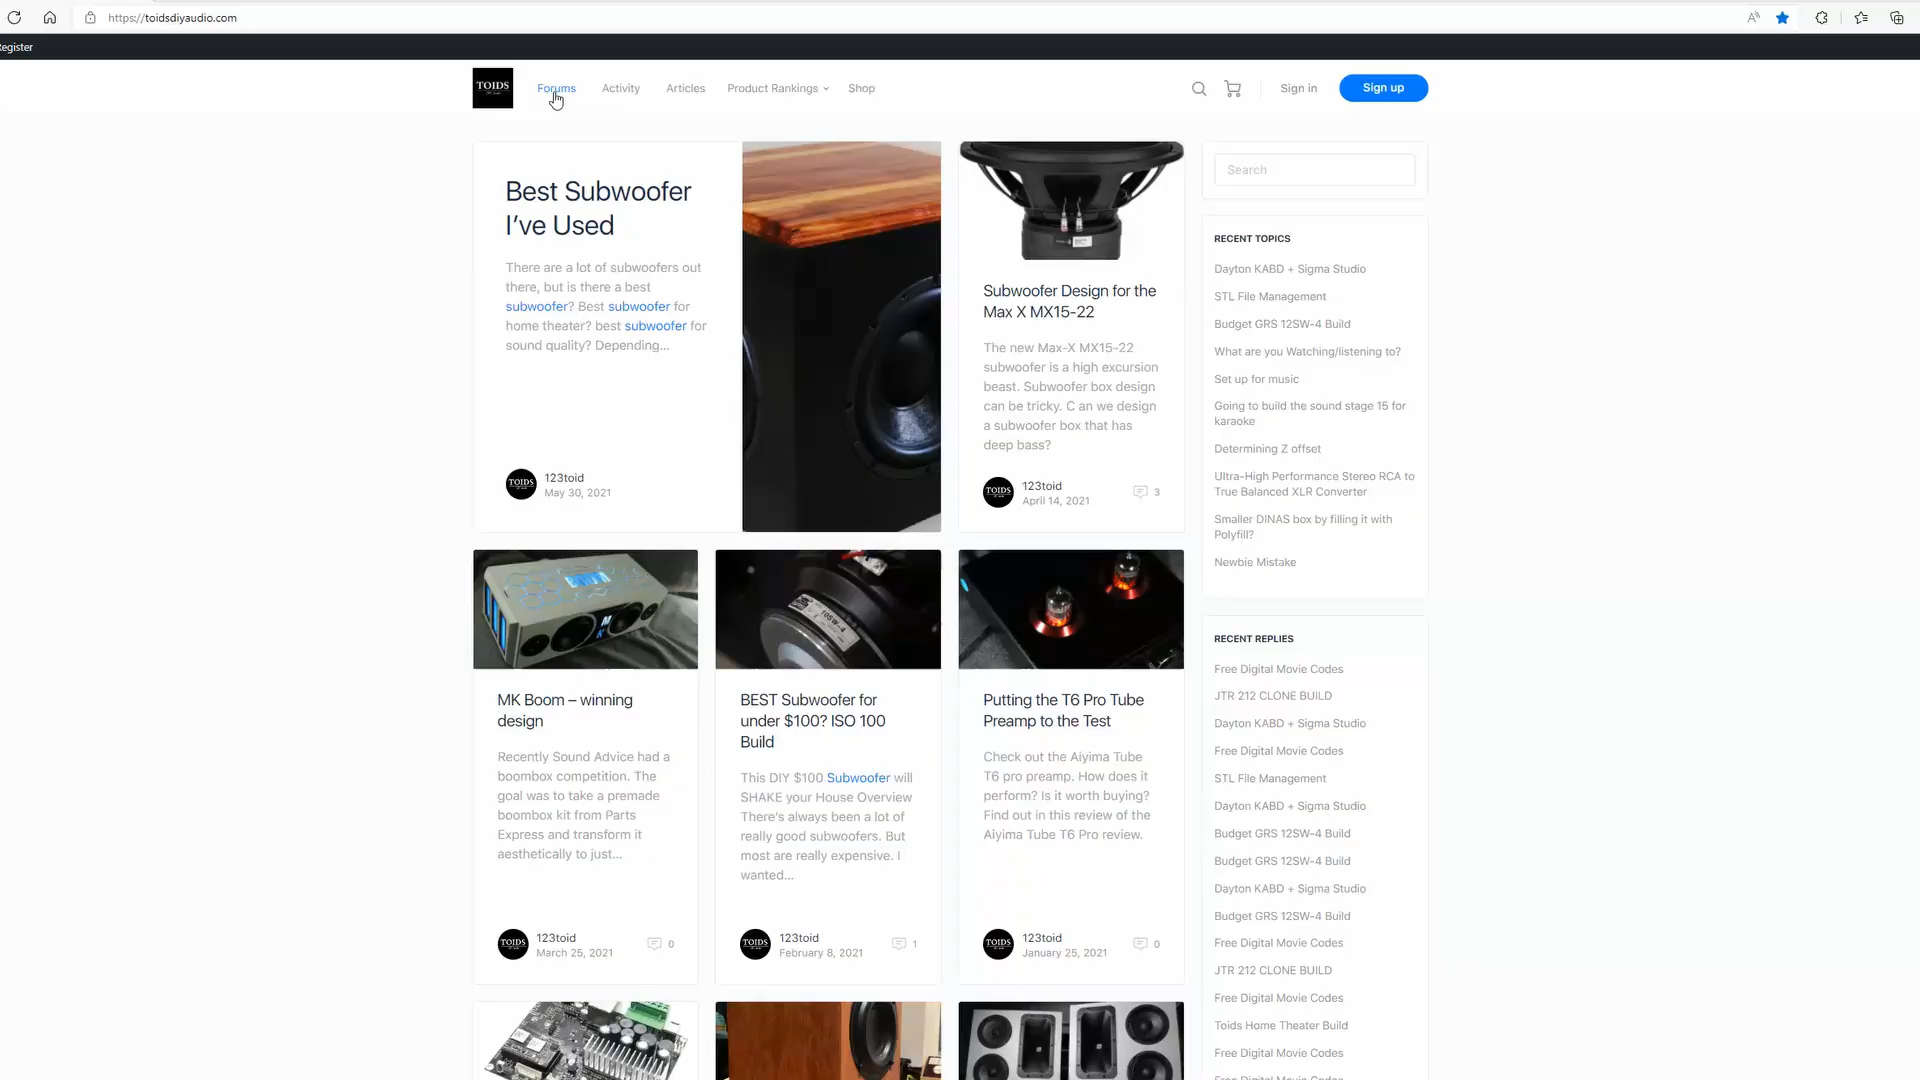 https://toidsdiyaudio.com
Register
TOIDS
Forums
Activity
Articles
Product Rankings
Shop
Sign in
Sign up
Best Subwoofer
I've Used
There are a lot of subwoofers out
there, but is there a best
subwoofer? Best subwoofer for
home theater? best subwoofer for
sound quality? Depending...
TOIDS
123toid
May 30, 2021
Subwoofer Design for the
Max X MX15-22
The new Max-X MX15-22
subwoofer is a high excursion
beast. Subwoofer box design
can be tricky. C an we design
a subwoofer box that has
deep bass?
TOIDS
123toid
April 14, 2021
3
Search
RECENT TOPICS
Dayton KABD + Sigma Studio
STL File Management
Budget GRS 12SW-4 Build
What are you Watching/listening to?
Set up for music
Going to build the sound stage 15 for
karaoke
Determining Z offset
Ultra-High Performance Stereo RCA to
True Balanced XLR Converter
Smaller DINAS box by filling it with
Polyfill?
Newbie Mistake
MK Boom – winning
design
Recently Sound Advice had a
boombox competition. The
goal was to take a premade
boombox kit from Parts
Express and transform it
aesthetically to just...
TOIDS
123toid
March 25, 2021
0
10SW-4
BEST Subwoofer for
under $100? ISO 100
Build
This DIY $100 Subwoofer will
SHAKE your House Overview
There's always been a lot of
really good subwoofers. But
most are really expensive. I
wanted...
TOIDS
123toid
February 8, 2021
1
Putting the T6 Pro Tube
Preamp to the Test
Check out the Aiyima Tube
T6 pro preamp. How does it
perform? Is it worth buying?
Find out in this review of the
Aiyima Tube T6 Pro review.
TOIDS
123toid
January 25, 2021
0
RECENT REPLIES
Free Digital Movie Codes
JTR 212 CLONE BUILD
Dayton KABD + Sigma Studio
Free Digital Movie Codes
STL File Management
Dayton KABD + Sigma Studio
Budget GRS 12SW-4 Build
Budget GRS 12SW-4 Build
Dayton KABD + Sigma Studio
Budget GRS 12SW-4 Build
Free Digital Movie Codes
JTR 212 CLONE BUILD
Free Digital Movie Codes
Toids Home Theater Build
Free Digital Movie Codes
Free Digital Movie Codes